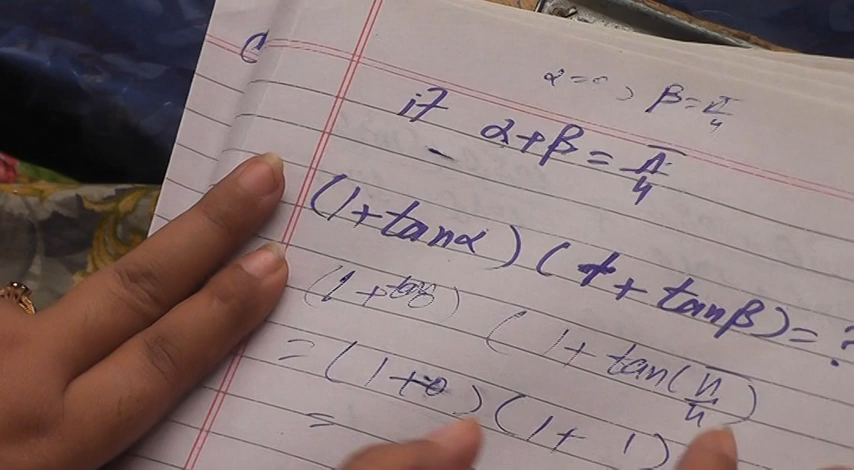 C
α = 0 , β = π/4
if α + β = π/4
(1 + tanα) (1 + tanβ) = ?
(1 + tan0) (1 + tan(π/4)
= (1 + 0) (1 + 1)
=